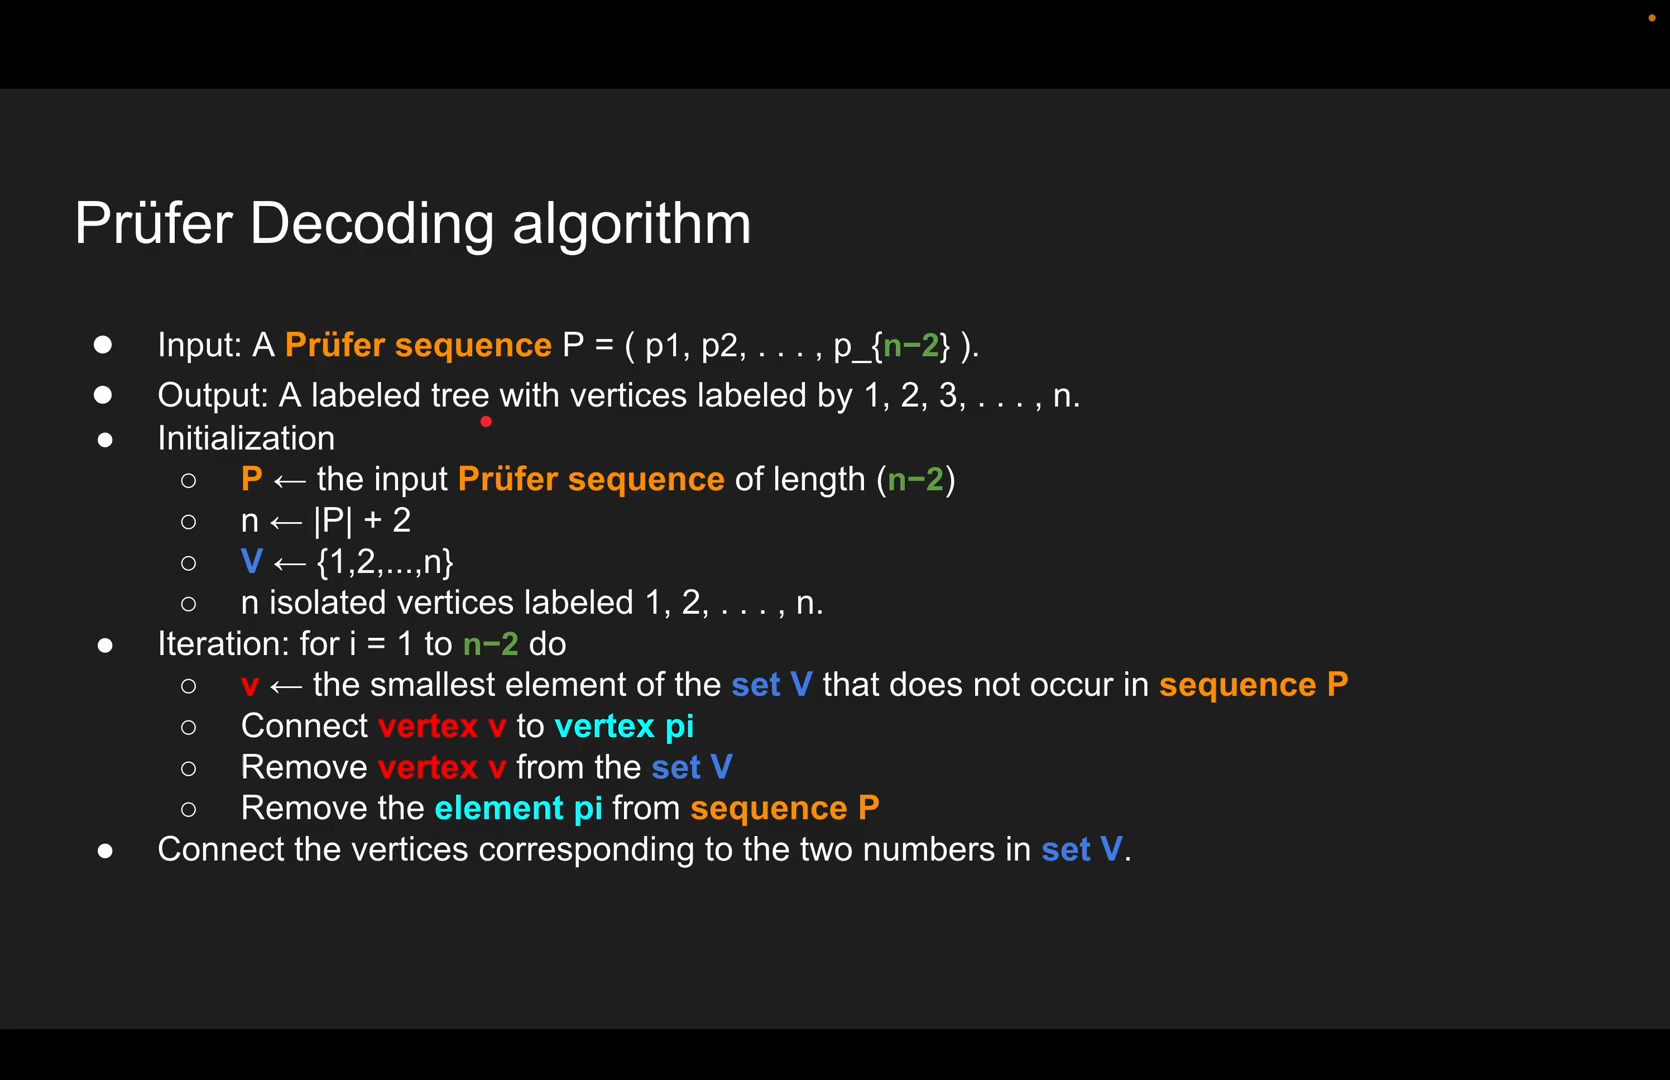 Prüfer Decoding algorithm
● Input: A Prüfer sequence P = ( p1, p2, . . . , p_{n−2} ).
● Output: A labeled tree with vertices labeled by 1, 2, 3, . . . , n.
● Initialization
○ P ← the input Prüfer sequence of length (n−2)
○ n ← |P| + 2
○ V ← {1,2,...,n}
○ n isolated vertices labeled 1, 2, . . . , n.
● Iteration: for i = 1 to n−2 do
○ v ← the smallest element of the set V that does not occur in sequence P
○ Connect vertex v to vertex pi
○ Remove vertex v from the set V
○ Remove the element pi from sequence P
● Connect the vertices corresponding to the two numbers in set V.